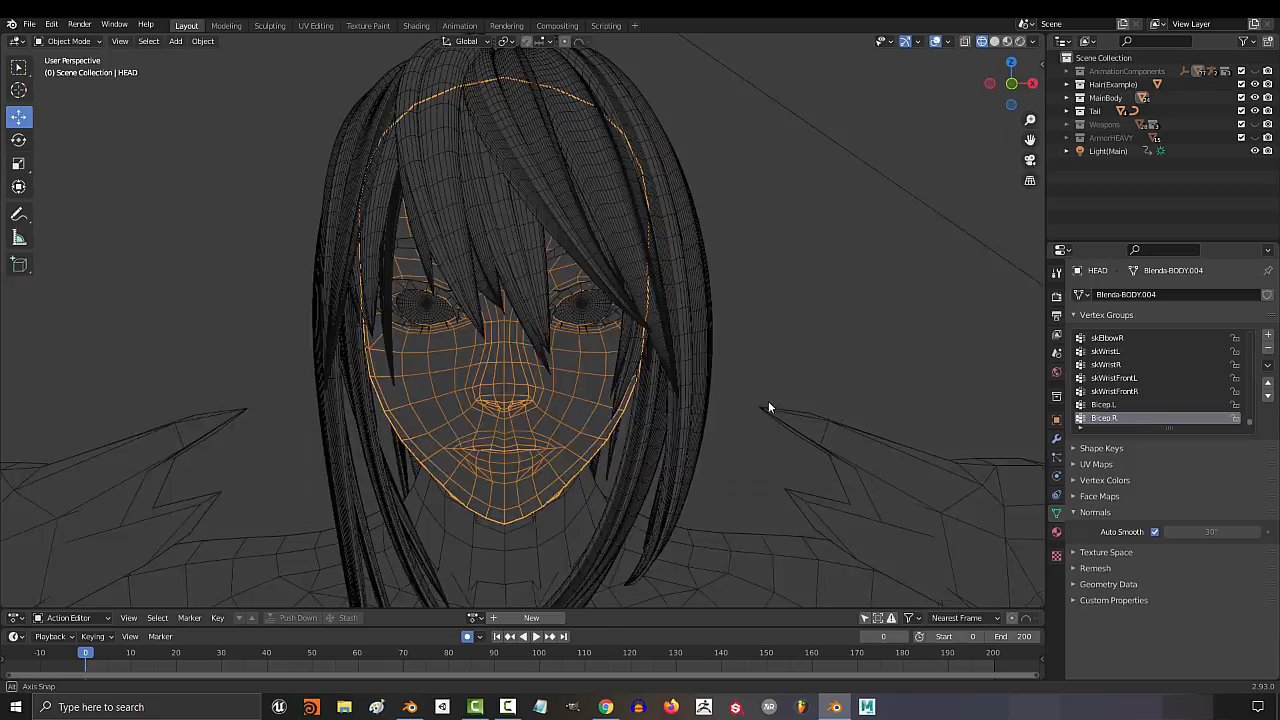 File Edit Render Window Help Layout Modeling Sculpting UV Editing Texture Paint Shading Animation Rendering Compositing Scripting + Scene View Layer
Object Mode View Select Add Object Global
User Perspective
(0) Scene Collection | HEAD
Z
Scene Collection
AnimationComponents
Hair(Example)
MainBody
Tail
Weapons
ArmorHEAVY
Light(Main)
HEAD Blenda-BODY.004
Blenda-BODY.004
Vertex Groups
skElbowR
skWristL
skWristR
skWristFrontL
skWristFrontR
Bicep.L
Bicep.R
Shape Keys
UV Maps
Vertex Colors
Face Maps
Normals
Auto Smooth 30°
Texture Space
Remesh
Geometry Data
Custom Properties
Action Editor View Select Marker Key Push Down Stash New Nearest Frame
Playback Keying View Marker 0 Start 0 End 200
-10 0 10 20 30 40 50 60 70 80 90 100 110 120 130 140 150 160 170 180 190 200
Alt Axis Snap 2.93.0
Type here to search